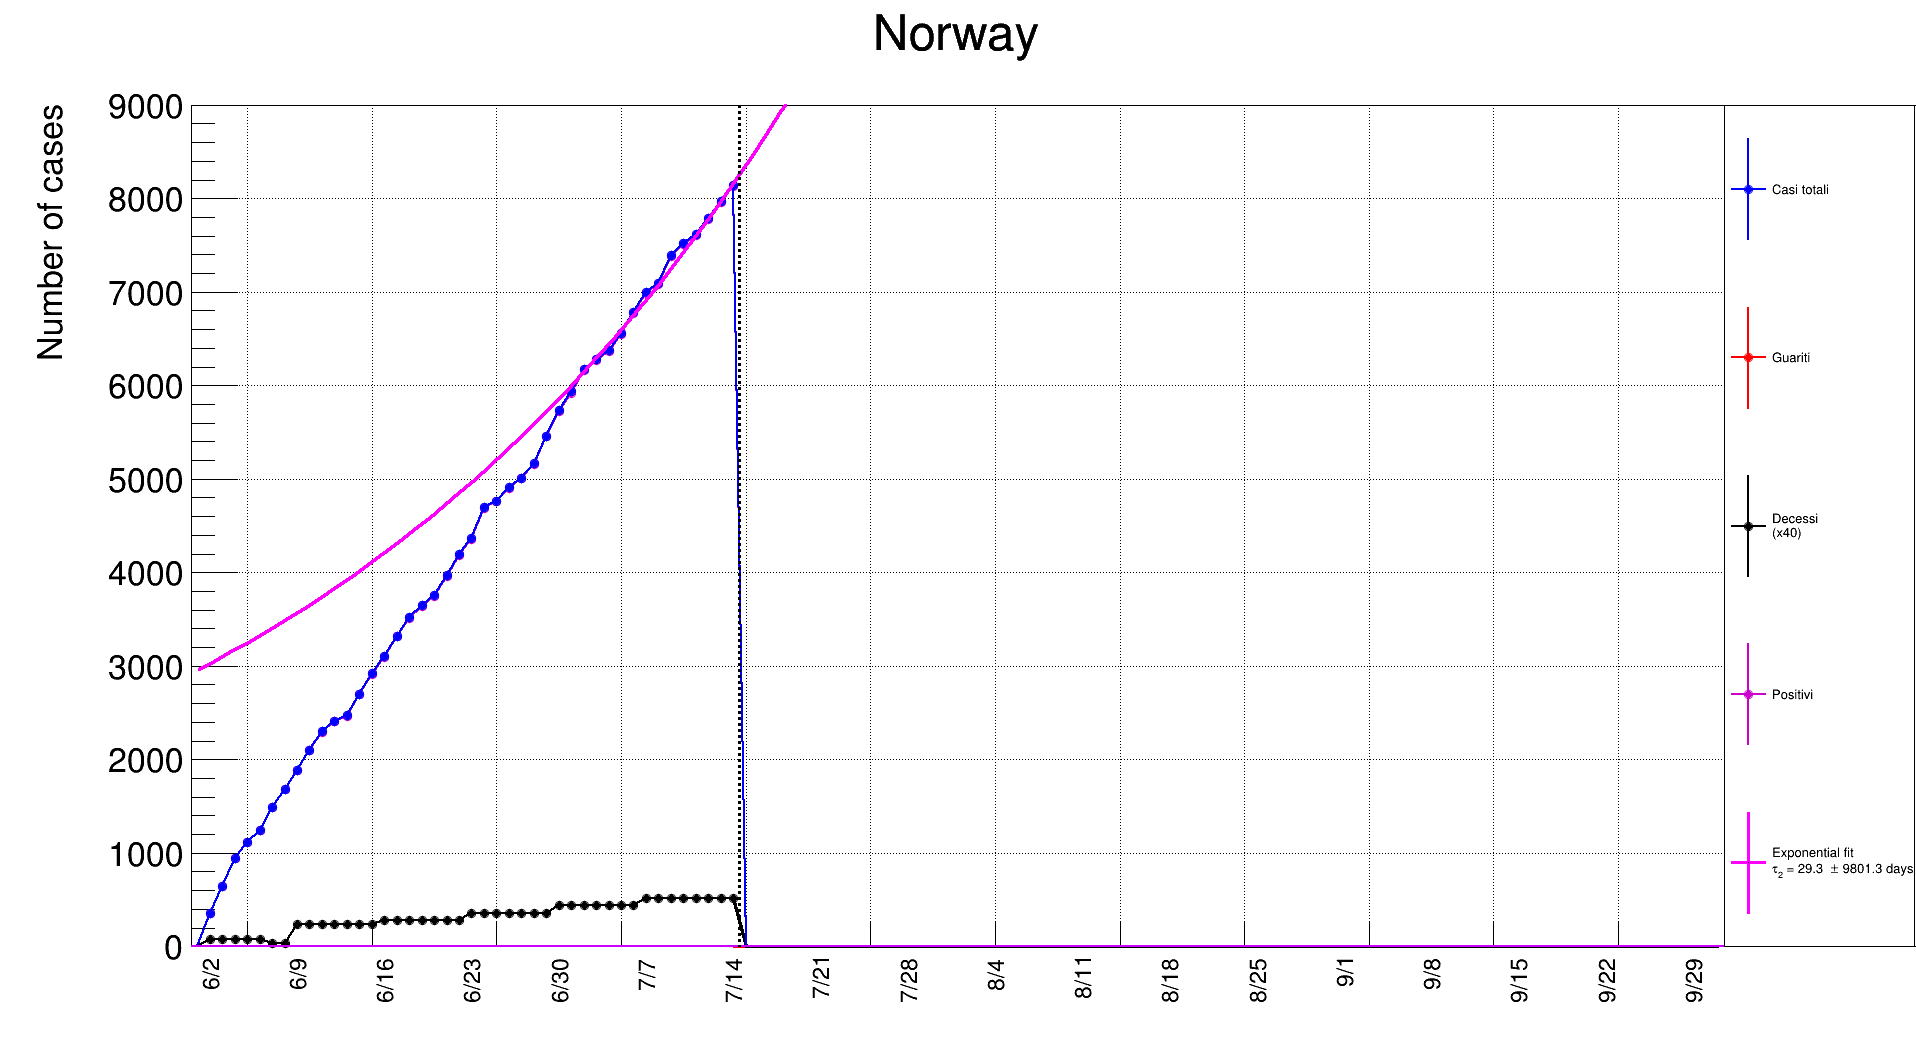 Norway
Number of cases
9000
8000
7000
6000
5000
4000
3000
2000
1000
0
6/2 6/9 6/16 6/23 6/30 7/7 7/14 7/21 7/28 8/4 8/11 8/18 8/25 9/1 9/8 9/15 9/22 9/29
Casi totali
Guariti
Decessi
(x40)
Positivi
Exponential fit
τ2 = 29.3 ± 9801.3 days